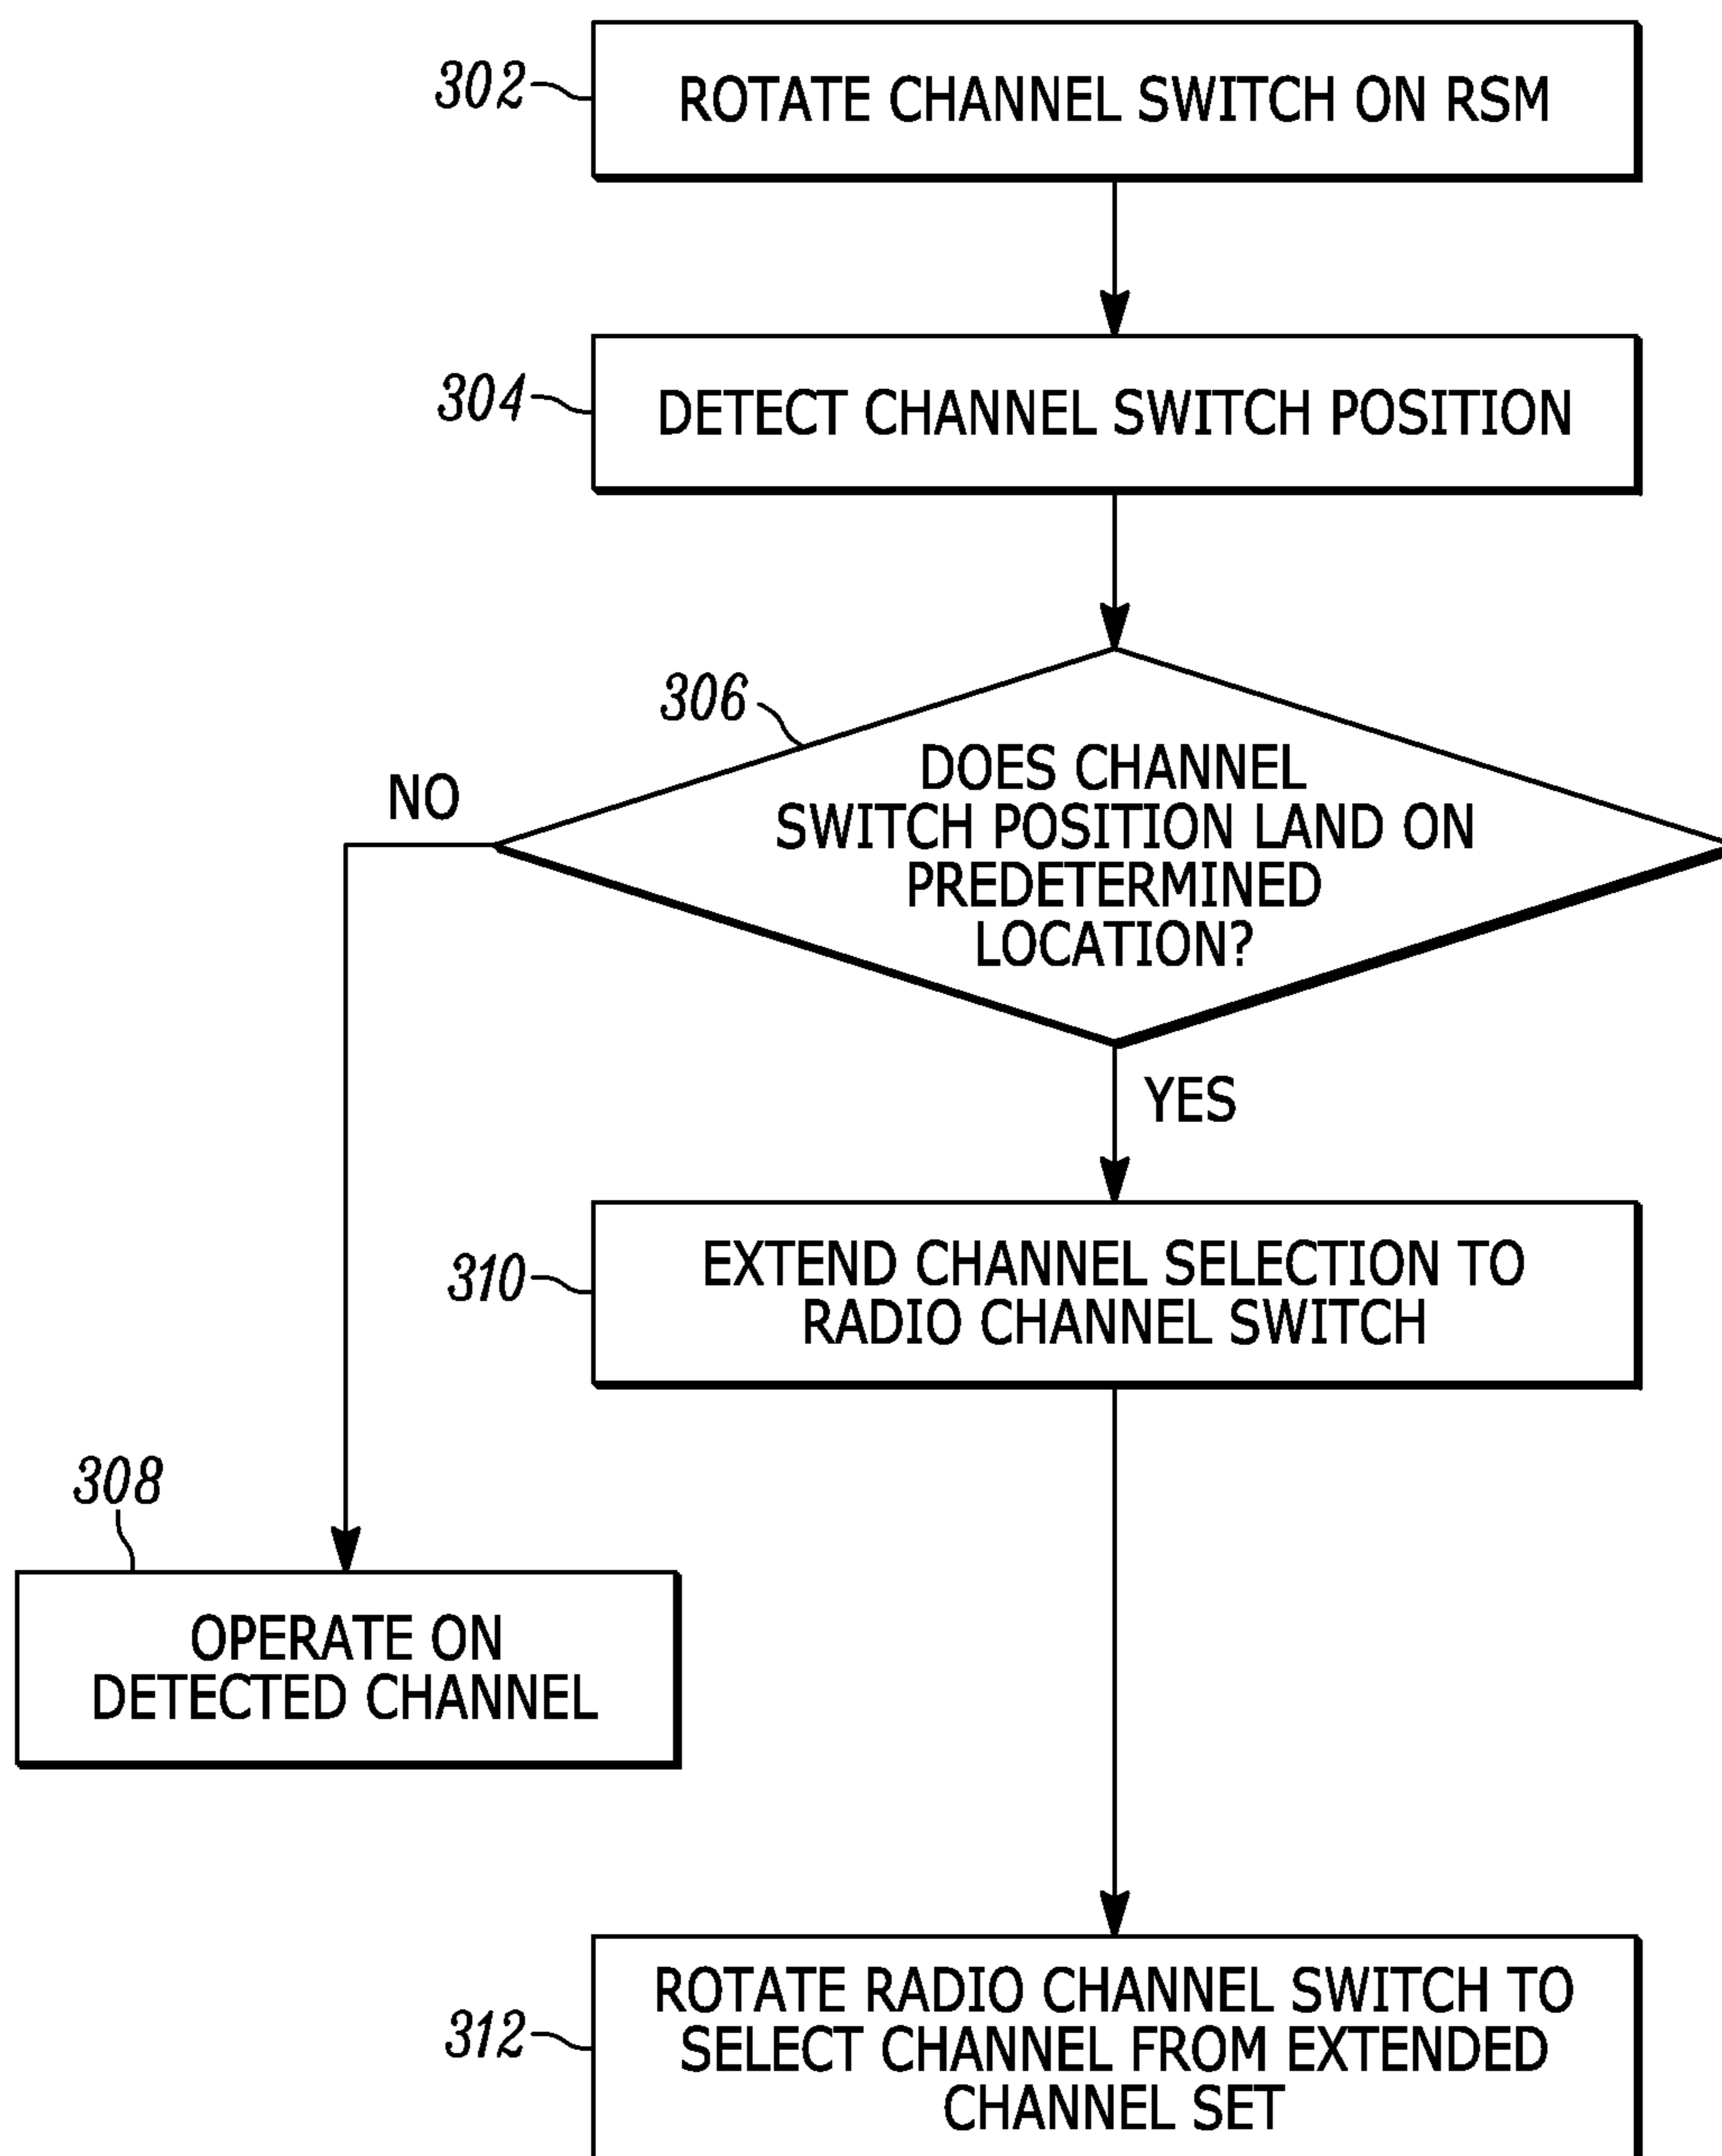 302
ROTATE CHANNEL SWITCH ON RSM
304
DETECT CHANNEL SWITCH POSITION
306
DOES CHANNEL
SWITCH POSITION LAND ON
PREDETERMINED
LOCATION?
NO
YES
310
EXTEND CHANNEL SELECTION TO
RADIO CHANNEL SWITCH
308
OPERATE ON
DETECTED CHANNEL
312
ROTATE RADIO CHANNEL SWITCH TO
SELECT CHANNEL FROM EXTENDED
CHANNEL SET